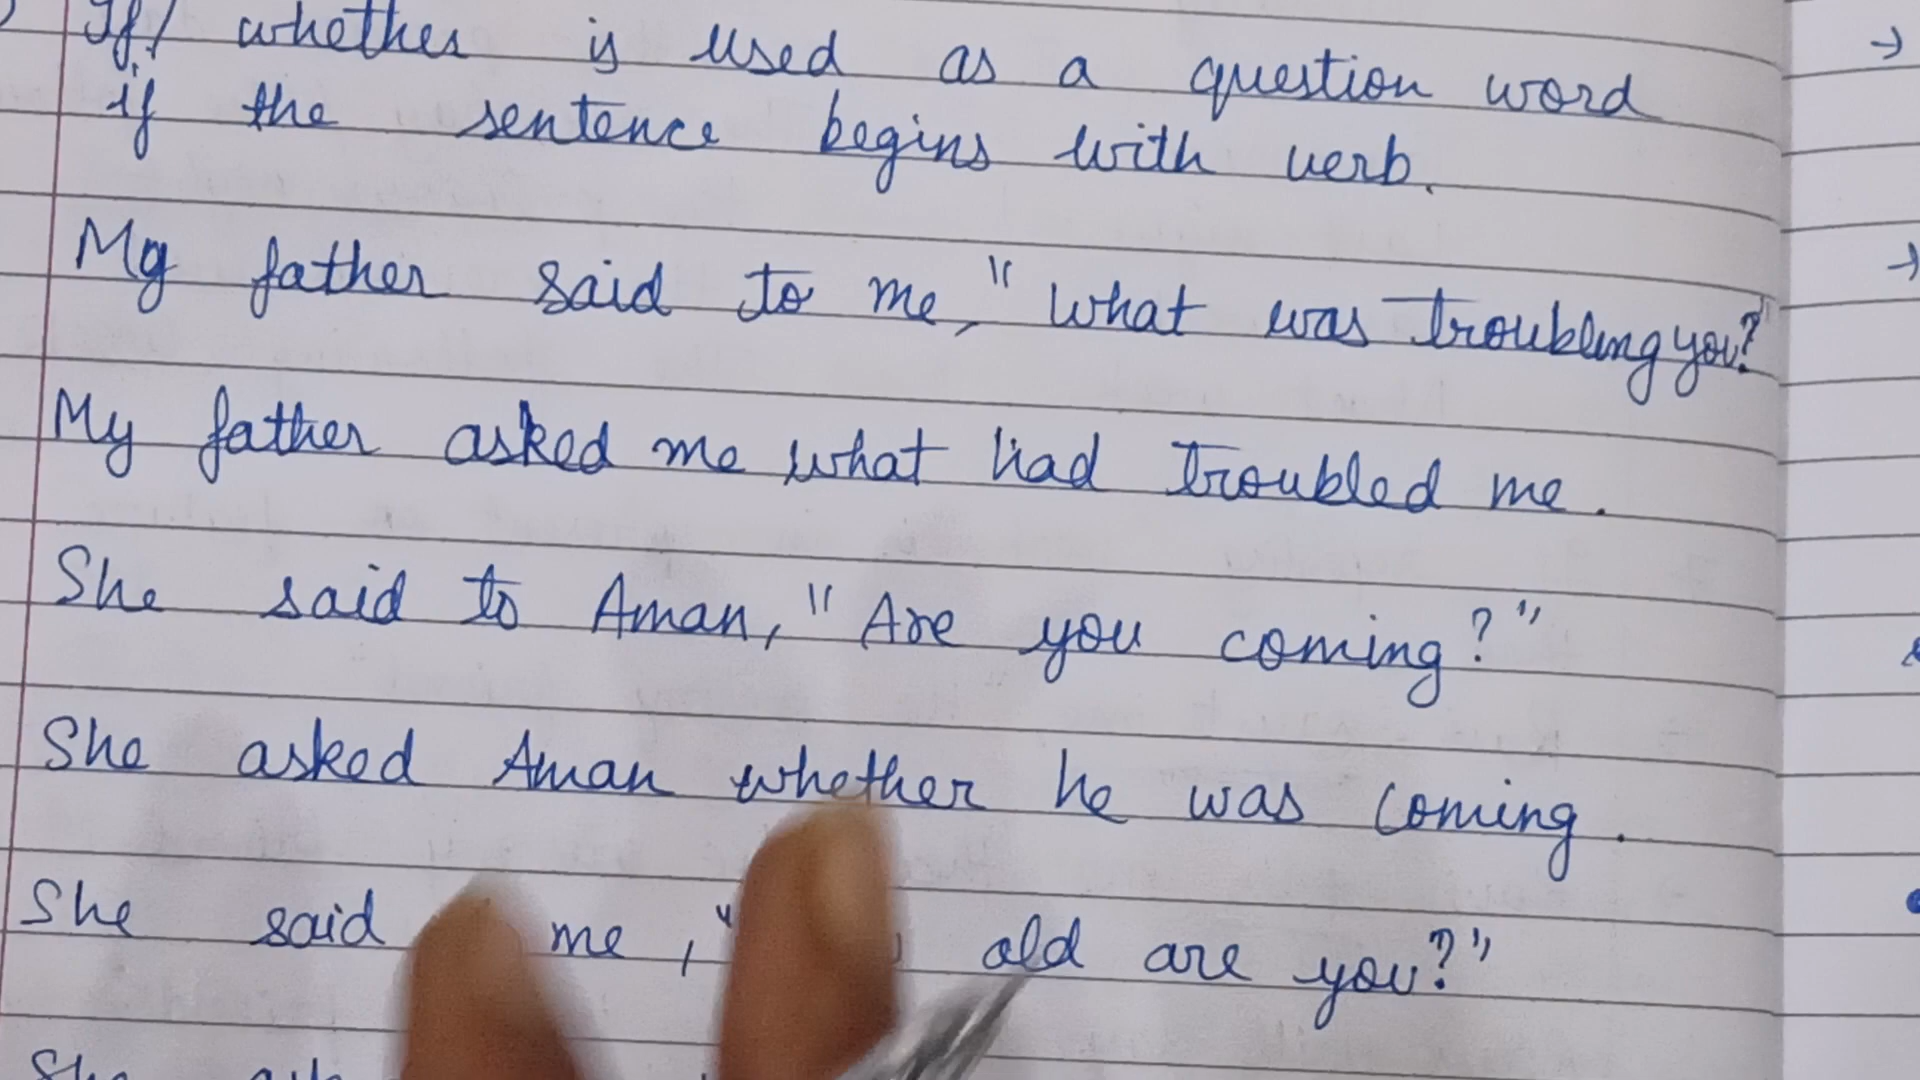 If/ whether is used as a question word
if the sentence begins with verb.
My father said to me, "What was troubling you?"
My father asked me what had troubled me.
She said to Aman, "Are you coming?"
She asked Aman whether he was coming.
She said me, " old are you?"
She